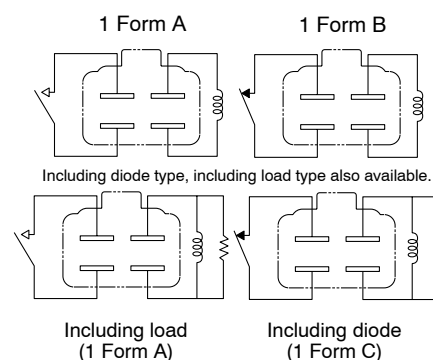 1 Form A
1 Form B
Including diode type, including load type also available.
Including load
(1 Form A)
Including diode
(1 Form C)